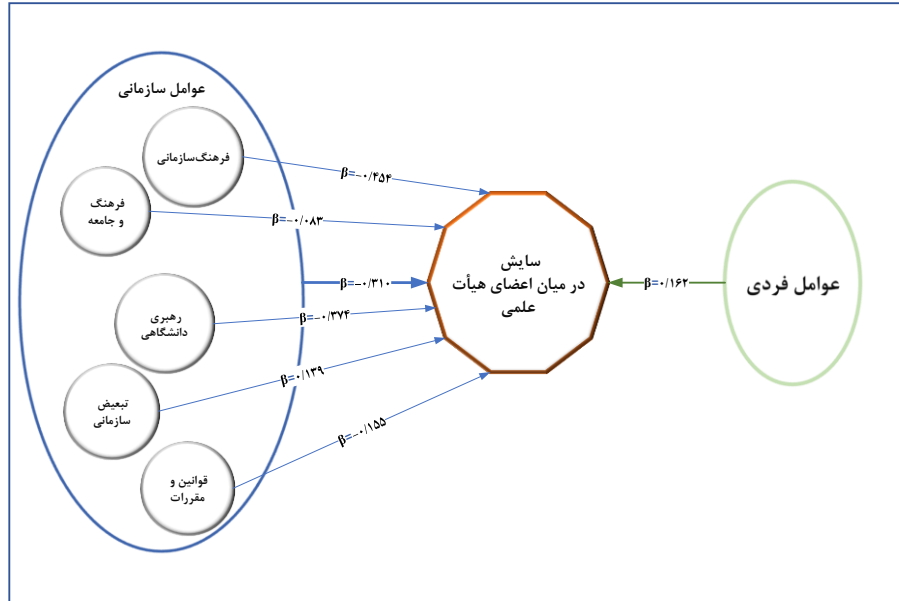 عوامل سازمانی
فرهنگ‌سازمانی
β=-۰/۴۵۴
فرهنگ
و جامعه
β=-۰/۰۸۳
β=-۰/۳۱۰
رهبری
دانشگاهی
β=-۰/۳۷۴
تبعیض
سازمانی
β=۰/۱۳۹
قوانین و
مقررات
β=-۰/۱۵۵
سایش
در میان اعضای هیأت
علمی
β=۰/۱۶۲
عوامل فردی